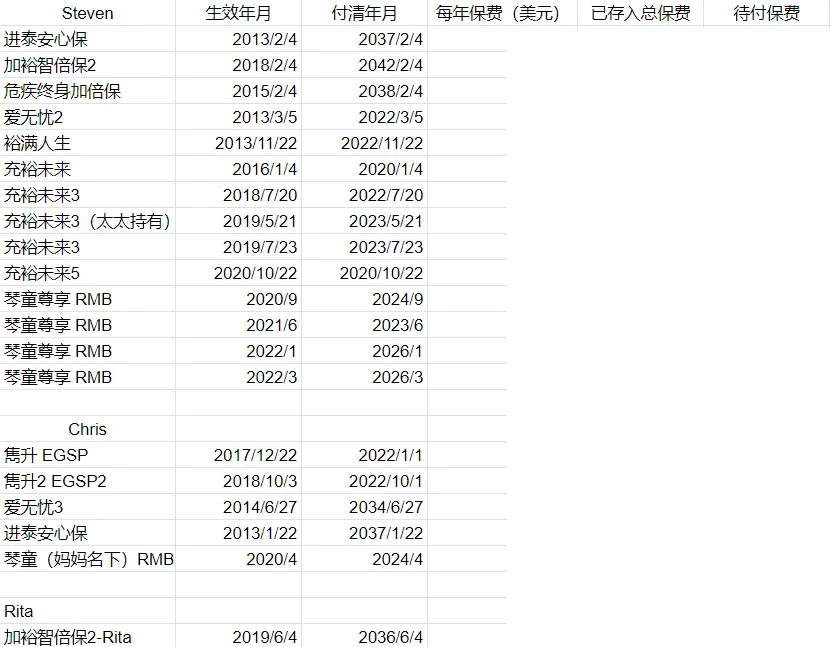 Steven 生效年月 付清年月 每年保费（美元） 已存入总保费 待付保费
进泰安心保 2013/2/4 2037/2/4
加裕智倍保2 2018/2/4 2042/2/4
危疾终身加倍保 2015/2/4 2038/2/4
爱无忧2 2013/3/5 2022/3/5
裕满人生 2013/11/22 2022/11/22
充裕未来 2016/1/4 2020/1/4
充裕未来3 2018/7/20 2022/7/20
充裕未来3（太太持有） 2019/5/21 2023/5/21
充裕未来3 2019/7/23 2023/7/23
充裕未来5 2020/10/22 2020/10/22
琴童尊享 RMB 2020/9 2024/9
琴童尊享 RMB 2021/6 2023/6
琴童尊享 RMB 2022/1 2026/1
琴童尊享 RMB 2022/3 2026/3
Chris
雋升 EGSP 2017/12/22 2022/1/1
雋升2 EGSP2 2018/10/3 2022/10/1
爱无忧3 2014/6/27 2034/6/27
进泰安心保 2013/1/22 2037/1/22
琴童（妈妈名下）RMB 2020/4 2024/4
Rita
加裕智倍保2-Rita 2019/6/4 2036/6/4